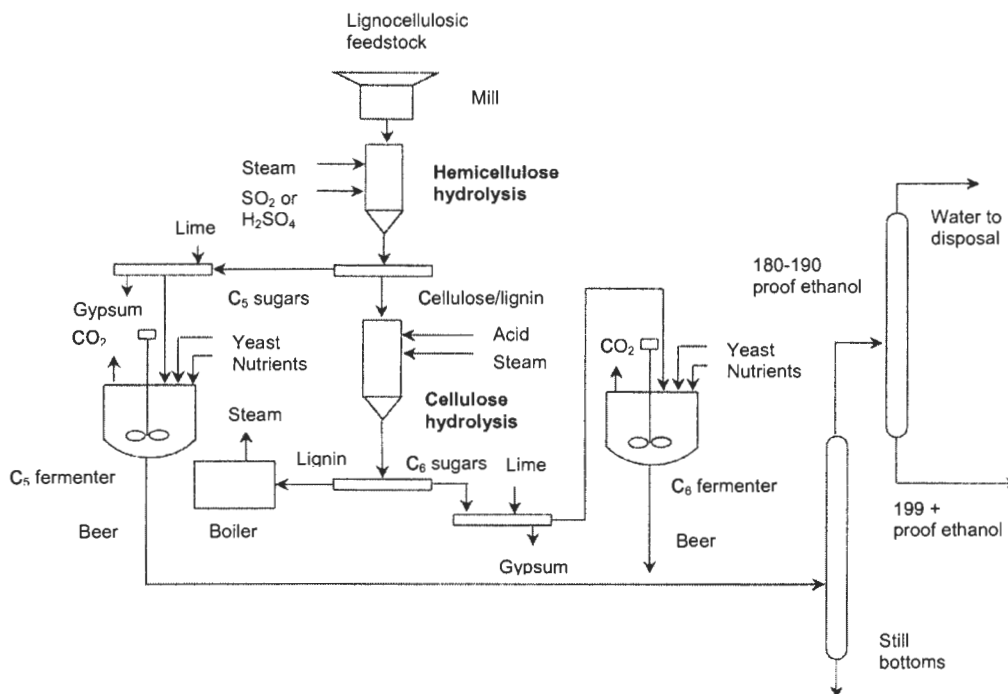 Lignocellulosic
feedstock
Mill
Steam
SO₂ or
H₂SO₄
Hemicellulose
hydrolysis
Lime
Gypsum
C₅ sugars
Cellulose/lignin
CO₂
Yeast
Nutrients
Acid
Steam
Cellulose
hydrolysis
C₅ fermenter
Steam
Lignin
Boiler
C₆ sugars
Lime
Gypsum
Beer
CO₂
Yeast
Nutrients
C₆ fermenter
Beer
180-190
proof ethanol
Water to
disposal
199 +
proof ethanol
Still
bottoms